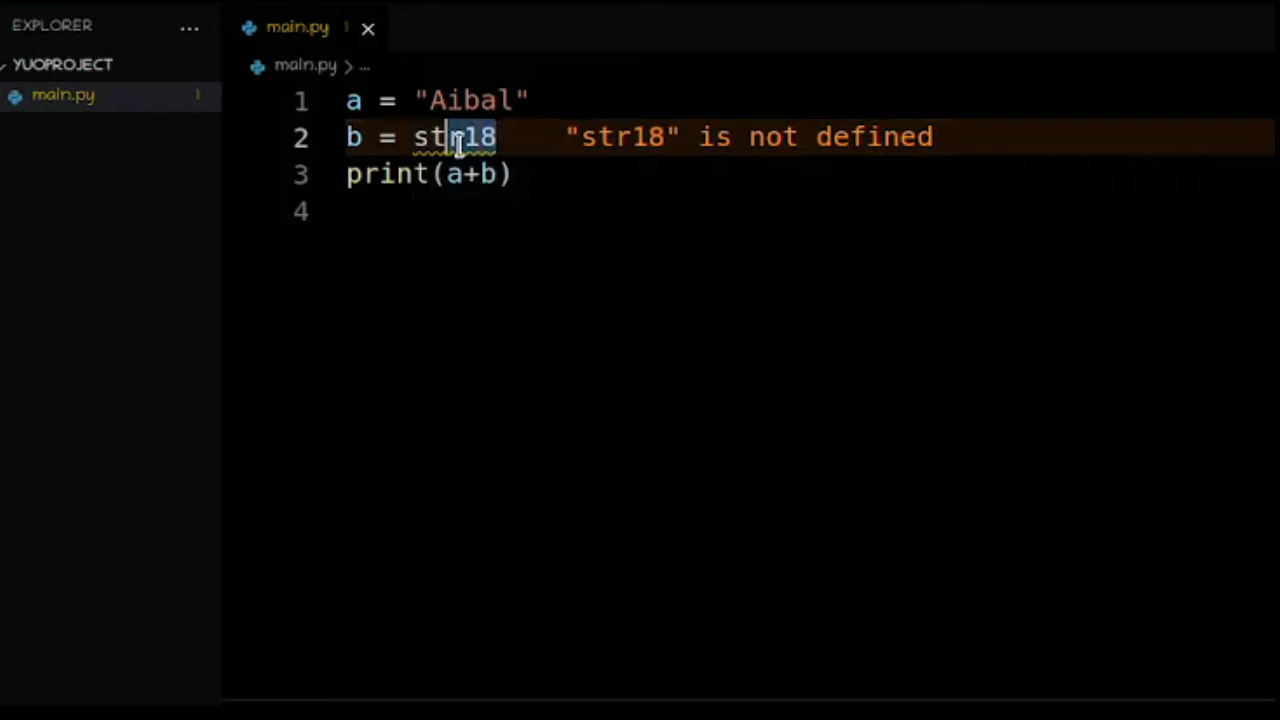 EXPLORER ...
YUOPROJECT
main.py 1
main.py 1 ×
main.py > ...
1 a = "Aibal"
2 b = str18 "str18" is not defined
3 print(a+b)
4